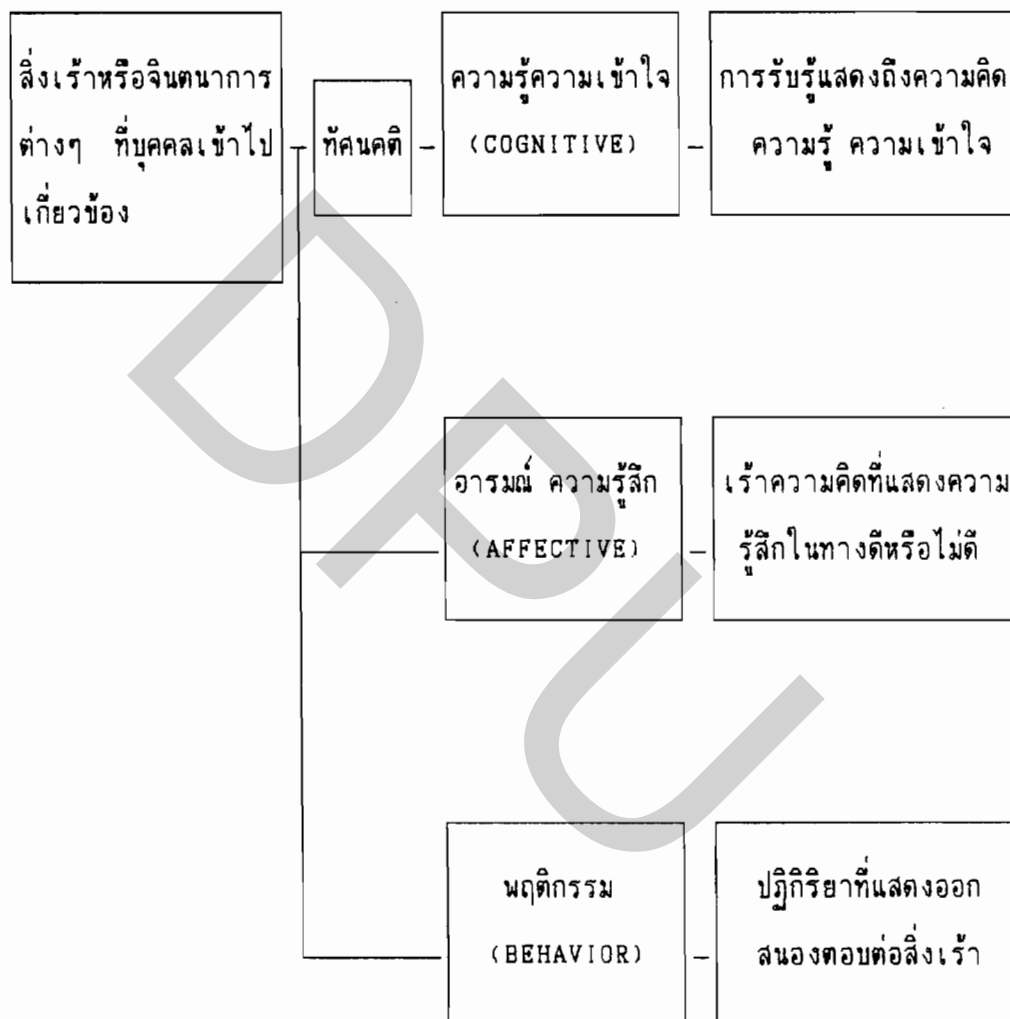 สิ่งเร้าหรือจินตนาการ
ต่างๆ ที่บุคคลเข้าไป
เกี่ยวข้อง
ทัศนคติ
ความรู้ความเข้าใจ
(COGNITIVE)
การรับรู้แสดงถึงความคิด
ความรู้ ความเข้าใจ
อารมณ์ ความรู้สึก
(AFFECTIVE)
เร้าความคิดที่แสดงความ
รู้สึกในทางดีหรือไม่ดี
พฤติกรรม
(BEHAVIOR)
ปฏิกิริยาที่แสดงออก
สนองตอบต่อสิ่งเร้า
DPU